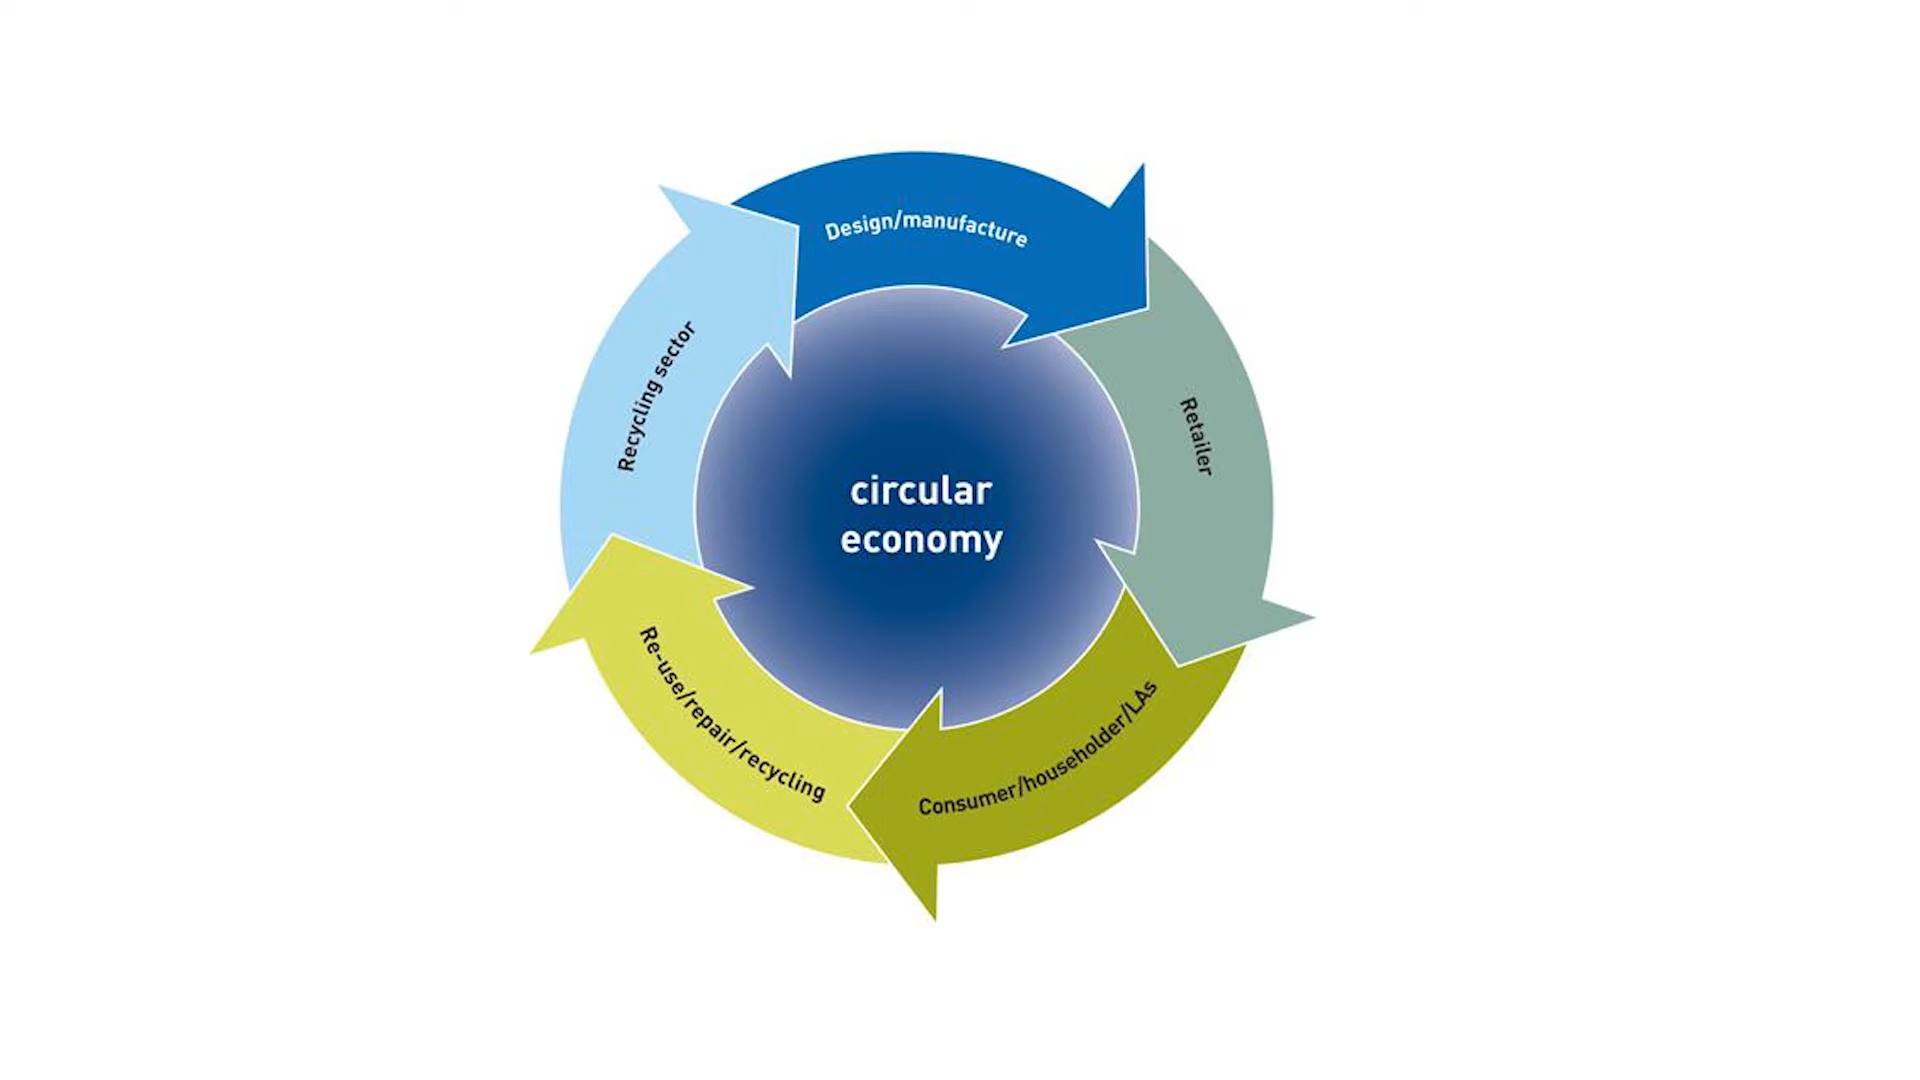 Design/manufacture
Retailer
Consumer/householder/LAs
Re-use/repair/recycling
Recycling sector
circular
economy